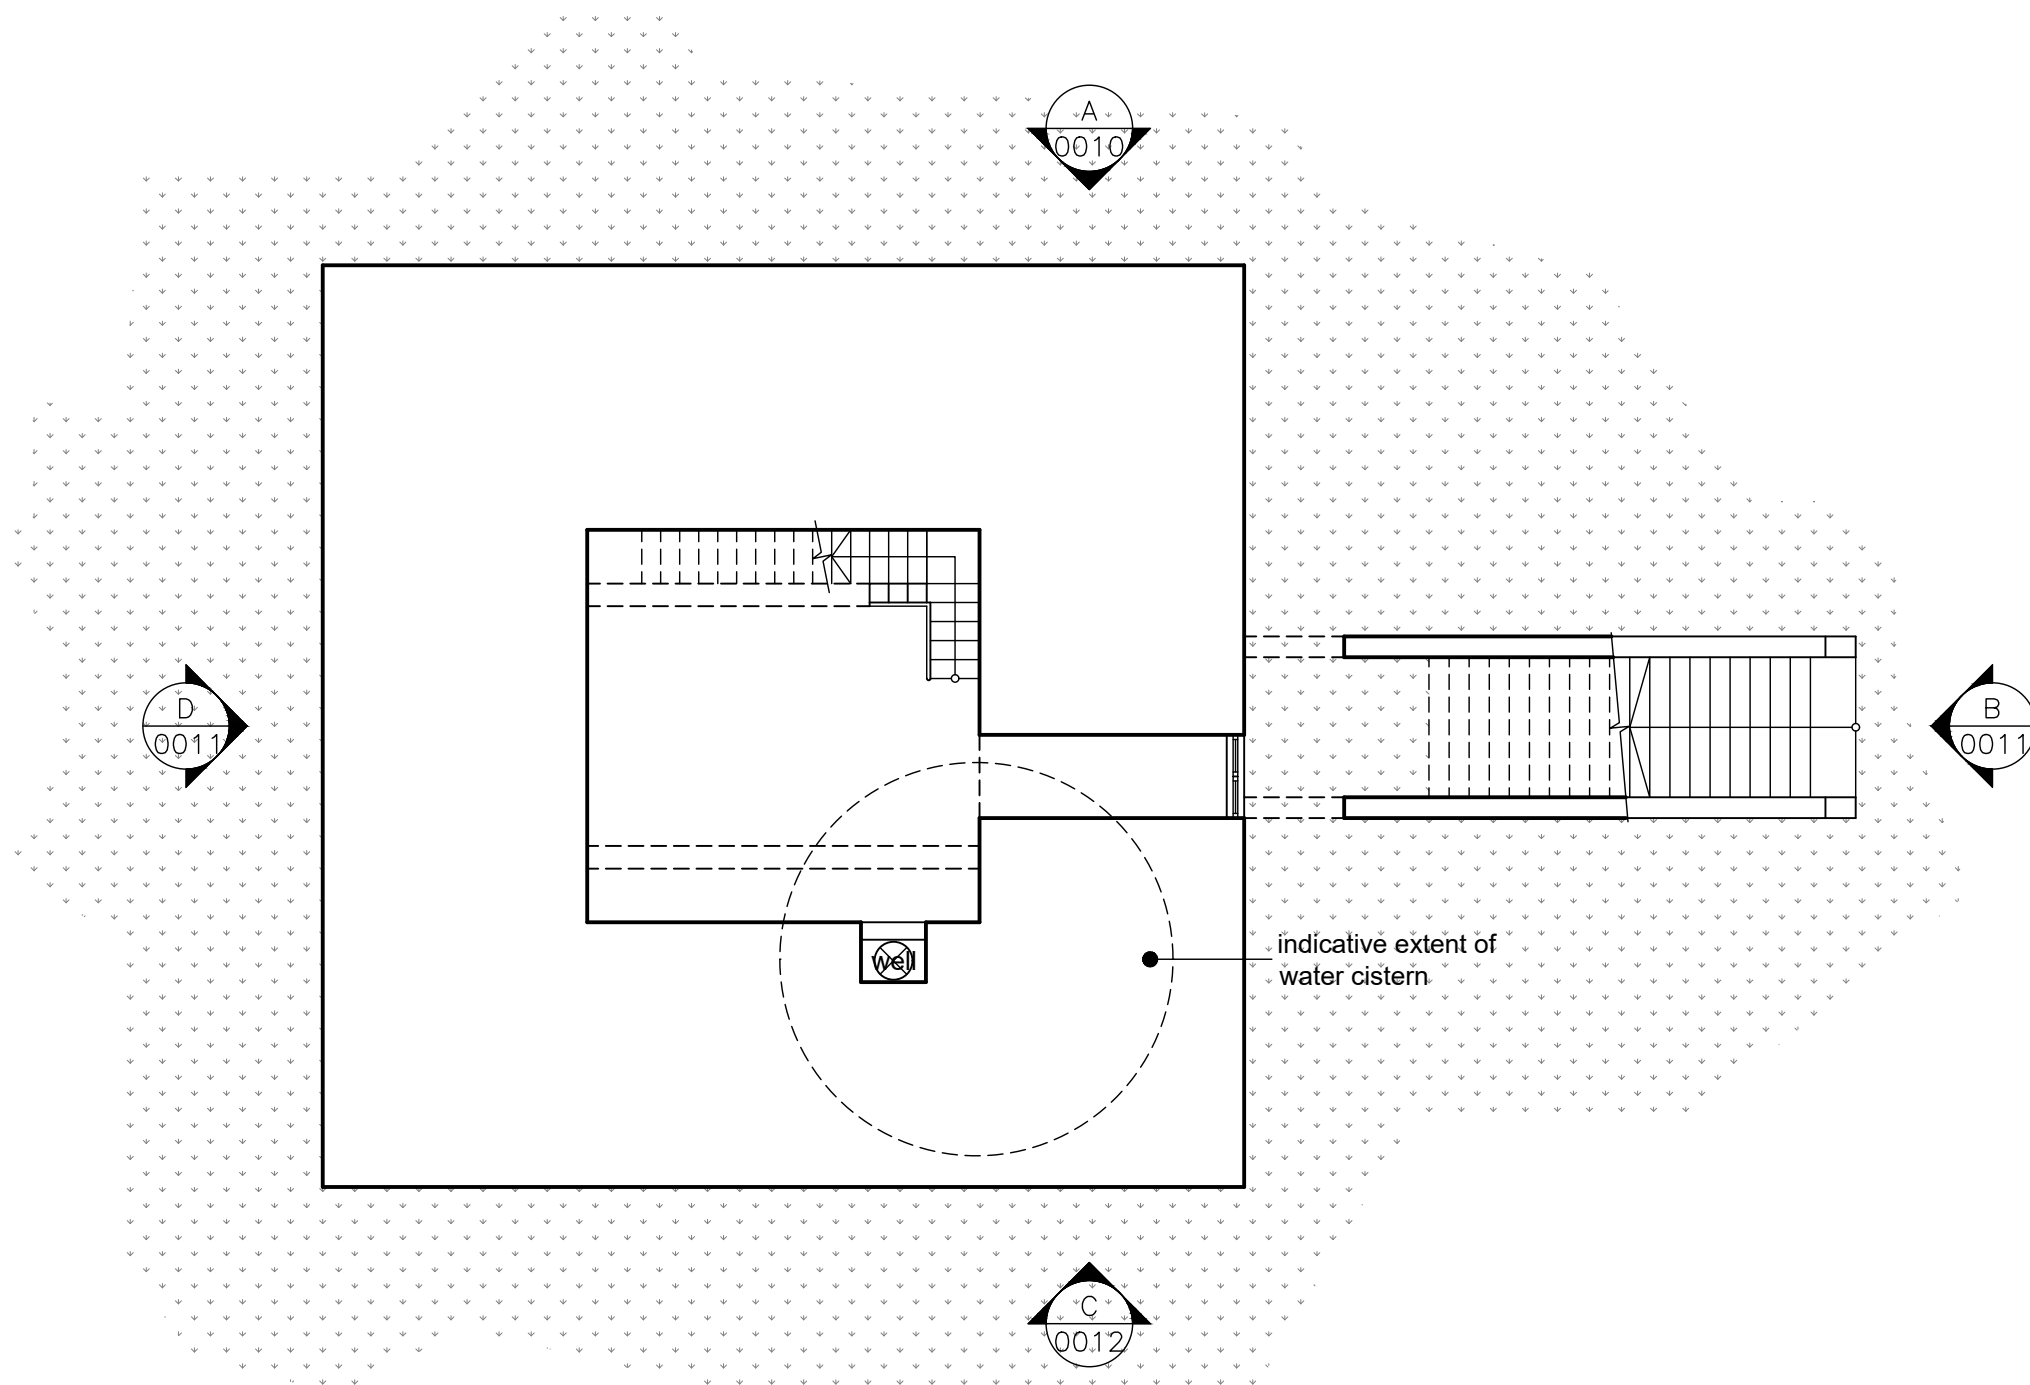 A
0010
D
0011
B
0011
well
indicative extent of
water cistern
C
0012